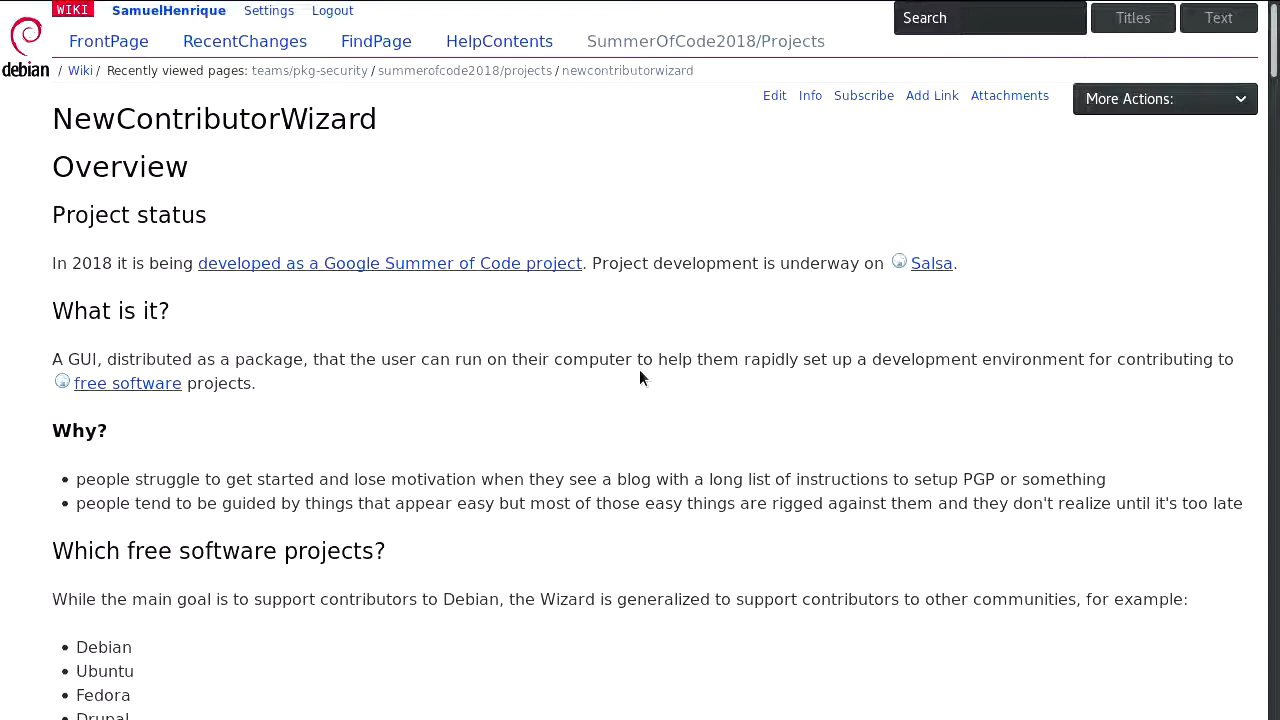 WIKI SamuelHenrique Settings Logout
Search Titles Text
FrontPage RecentChanges FindPage HelpContents SummerOfCode2018/Projects
debian / Wiki / Recently viewed pages: teams/pkg-security / summerofcode2018/projects / newcontributorwizard
Edit Info Subscribe Add Link Attachments More Actions:
NewContributorWizard
Overview
Project status
In 2018 it is being developed as a Google Summer of Code project. Project development is underway on Salsa.
What is it?
A GUI, distributed as a package, that the user can run on their computer to help them rapidly set up a development environment for contributing to
free software projects.
Why?
• people struggle to get started and lose motivation when they see a blog with a long list of instructions to setup PGP or something
• people tend to be guided by things that appear easy but most of those easy things are rigged against them and they don't realize until it's too late
Which free software projects?
While the main goal is to support contributors to Debian, the Wizard is generalized to support contributors to other communities, for example:
• Debian
• Ubuntu
• Fedora
• Drupal